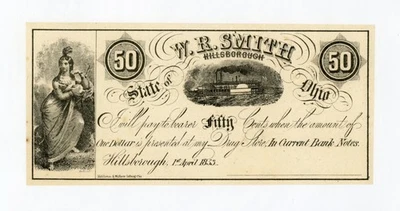 W. R. SMITH
HILLSBOROUGH
50
50
State of Ohio
I will pay to bearer Fifty Cents when the amount of
One Dollar is presented at my Drug Store, In Current Bank Notes.
Hillsborough, 1st April 1855.